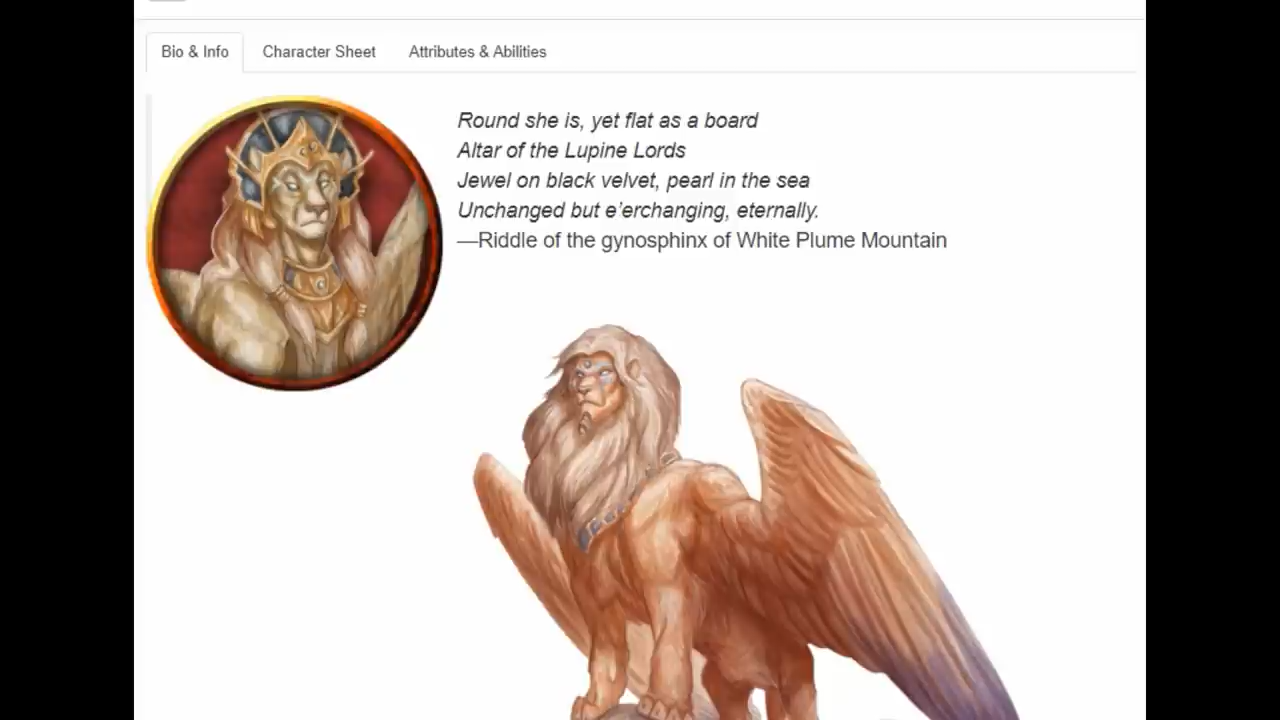 Bio & Info Character Sheet Attributes & Abilities
Round she is, yet flat as a board
Altar of the Lupine Lords
Jewel on black velvet, pearl in the sea
Unchanged but e’erchanging, eternally.
—Riddle of the gynosphinx of White Plume Mountain